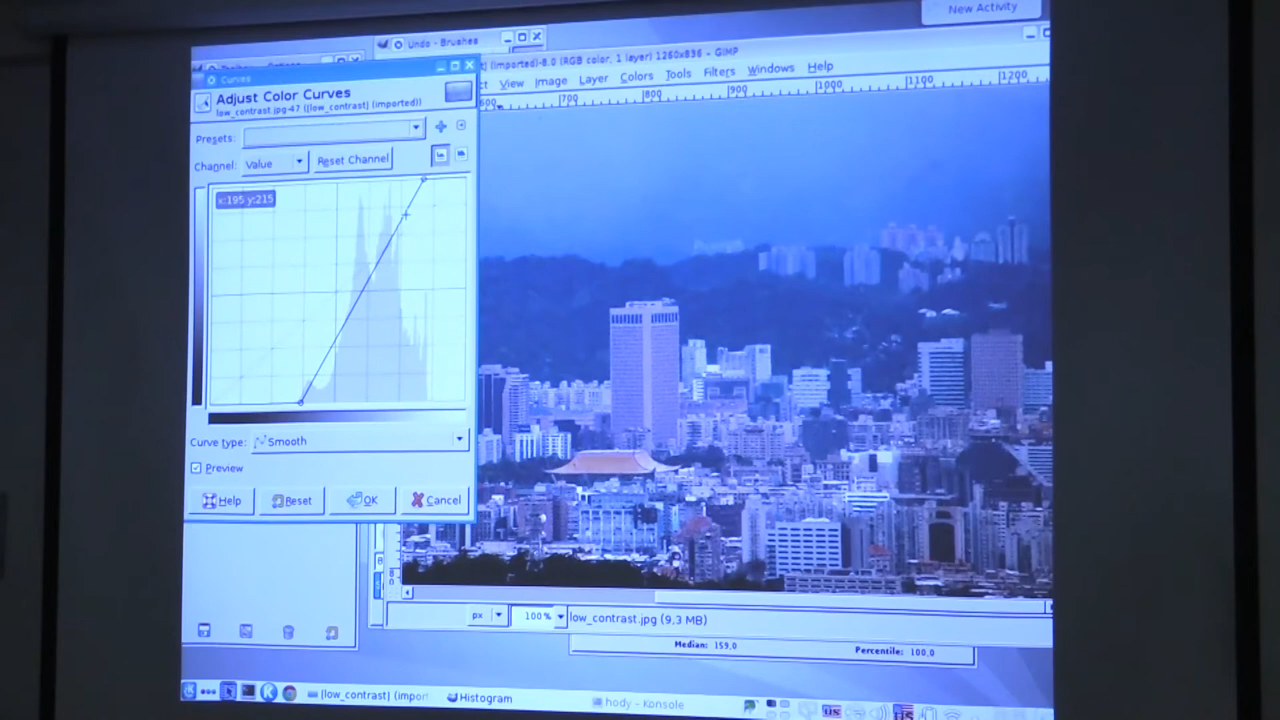 New Activity
Undo - Brushes
(imported)-8.0 (RGB color, 1 layer) 1260x836 – GIMP
View Image Layer Colors Tools Filters Windows Help
700 800 900 1000 1100 1200
Curves
Adjust Color Curves
low_contrast.jpg-47 ([low_contrast] (imported))
Presets:
Channel: Value Reset Channel
x:195 y:215
Curve type: Smooth
Preview
Help Reset OK Cancel
px 100% low_contrast.jpg (9,3 MB)
Median: 159,0 Percentile: 100,0
[low_contrast] (impor Histogram hody - Konsole
us US